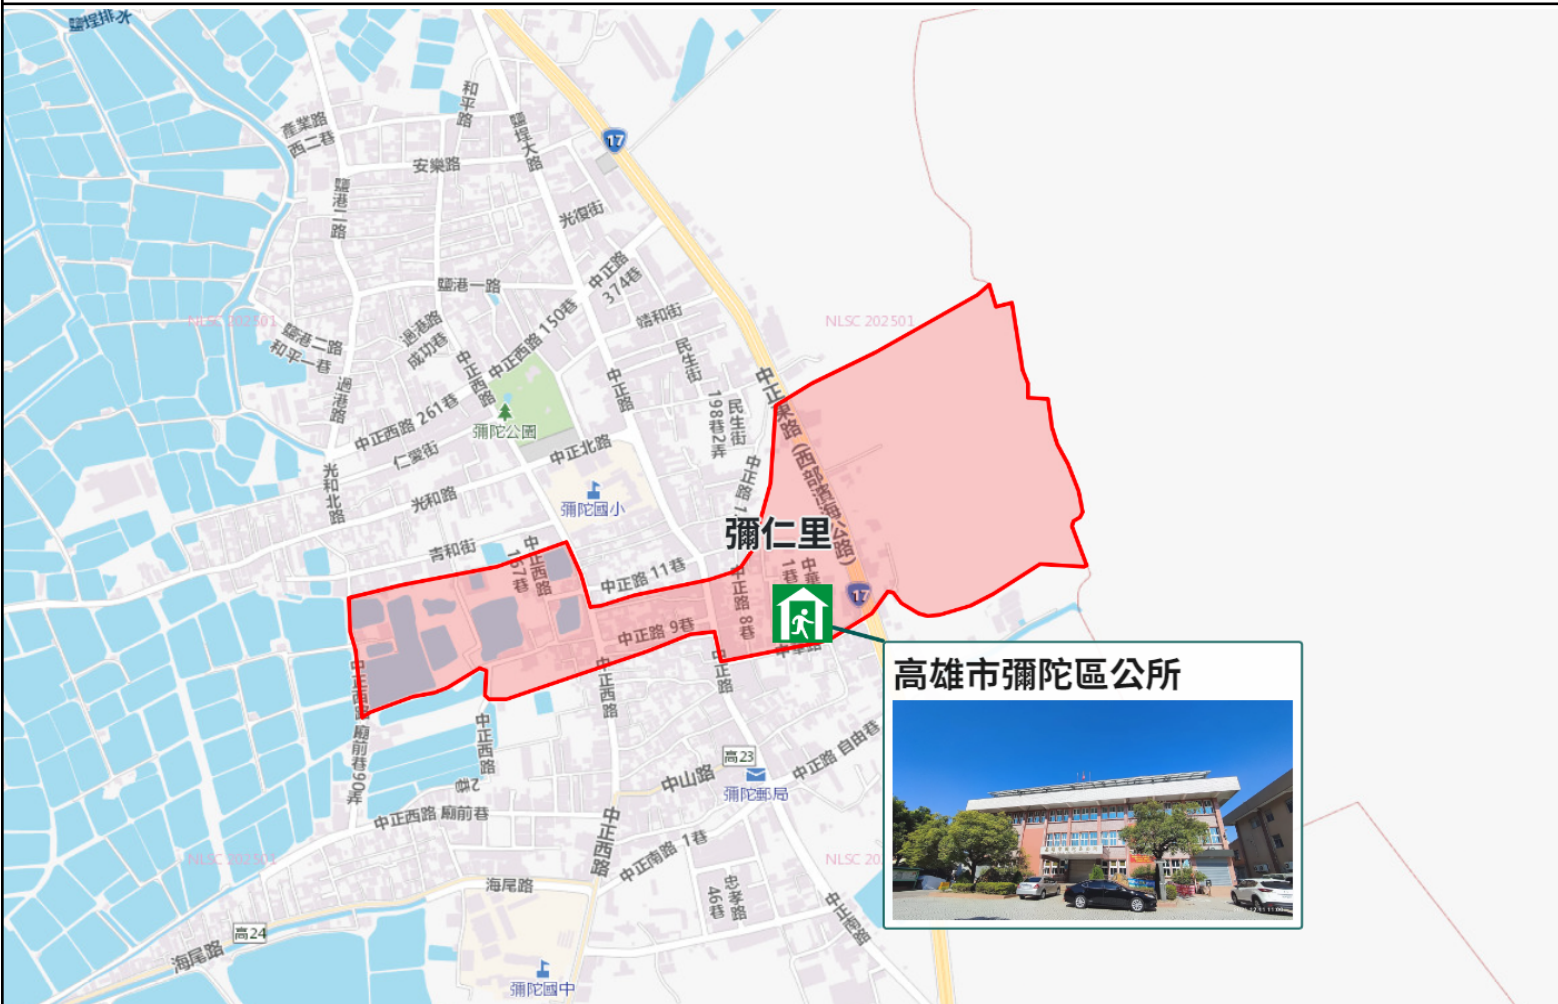 鹽埕排水
和平路
產業路
西二巷
鹽埕大路
17
安樂路
鹽港二路
光復街
中正路
374巷
鹽港一路
NLSC 202501
NLSC 202501
靖和街
中正西路 150巷
過港路
成功巷
鹽港二路
和平一巷
民生街
中正西路
過港路
中正路
中正東路 (西部濱海公路)
民生街
198巷2弄
中正西路 261巷
彌陀公園
仁愛街
中正北路
光和北路
光和路
彌陀國小
中正路 1
彌仁里
青和街
中正西路
167巷
中正路 11巷
中正路 8巷
中華
1巷
17
中正路 9巷
中正路
中正西路
中正西路 廟前巷90弄
中正西路
2巷
高雄市彌陀區公所
高23
中正路 自由巷
中山路
彌陀郵局
中正西路 廟前巷
中正西路
中正南路 1巷
NLSC 202501
NLSC 20
海尾路
忠孝路
46巷
中正南路
高24
海尾路
彌陀國中